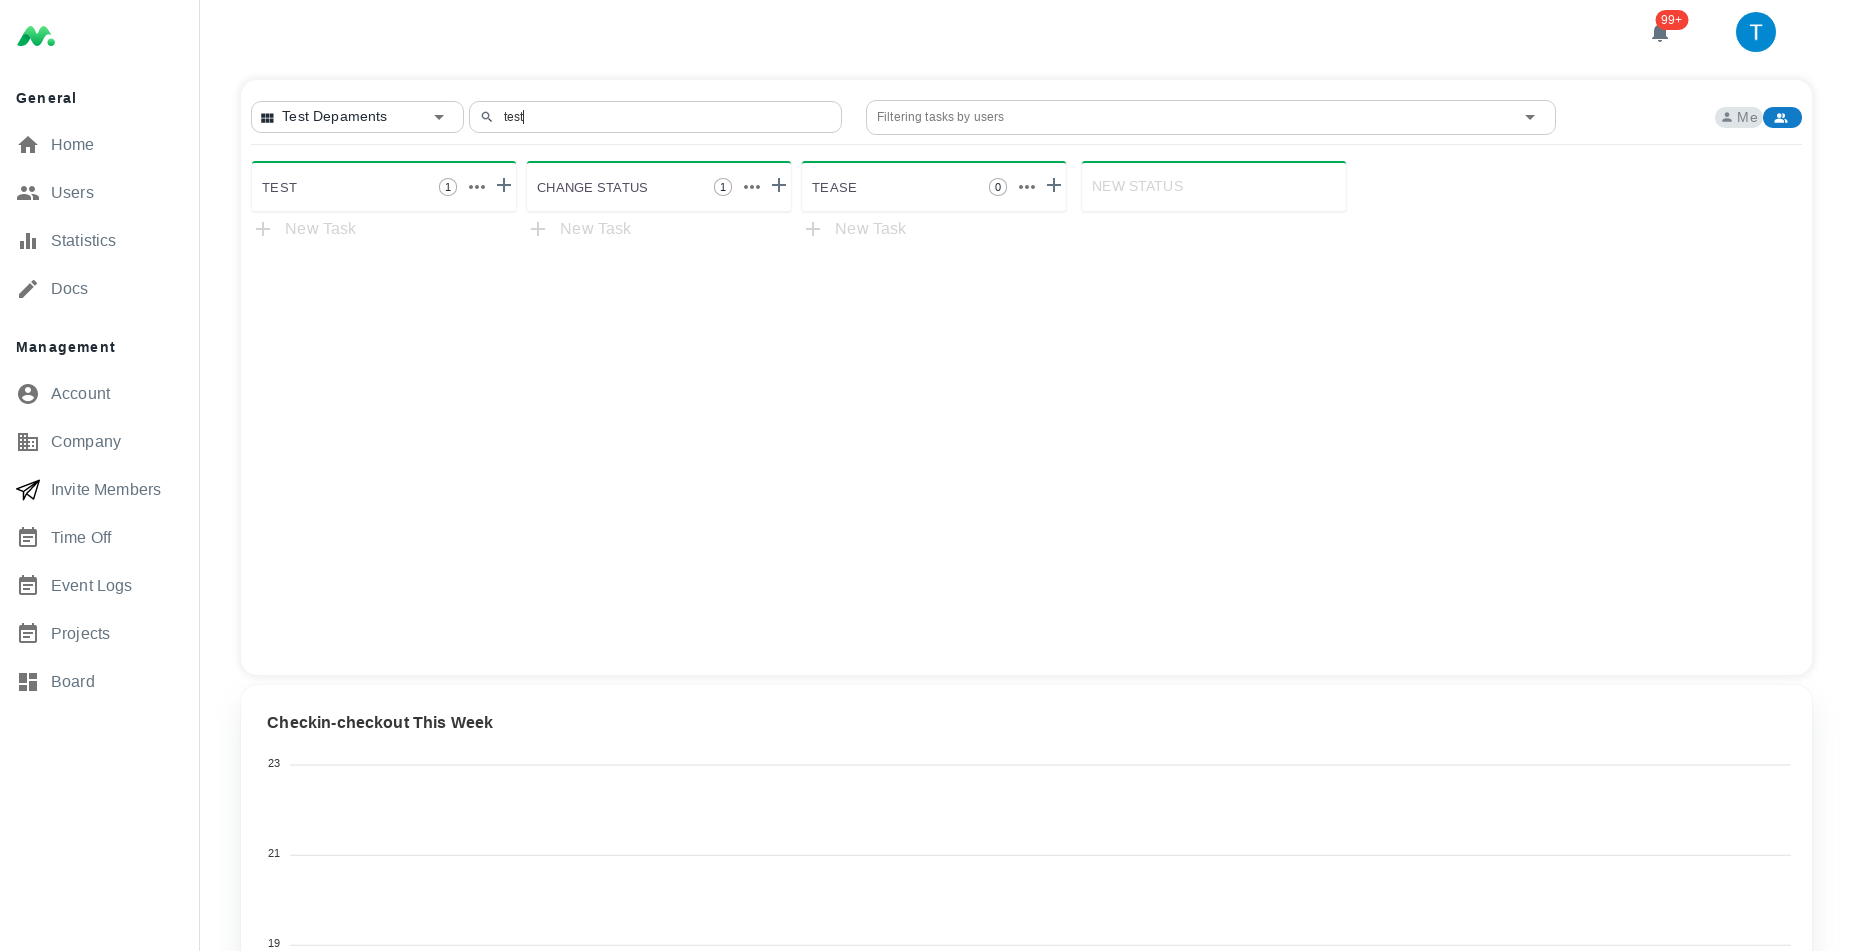 99+
T
General
Home
Users
Statistics
Docs
Management
Account
Company
Invite Members
Time Off
Event Logs
Projects
Board
Test Depaments
test
Filtering tasks by users
Me
TEST 1
CHANGE STATUS 1
TEASE 0
NEW STATUS
New Task
New Task
New Task
Checkin-checkout This Week
23
21
19